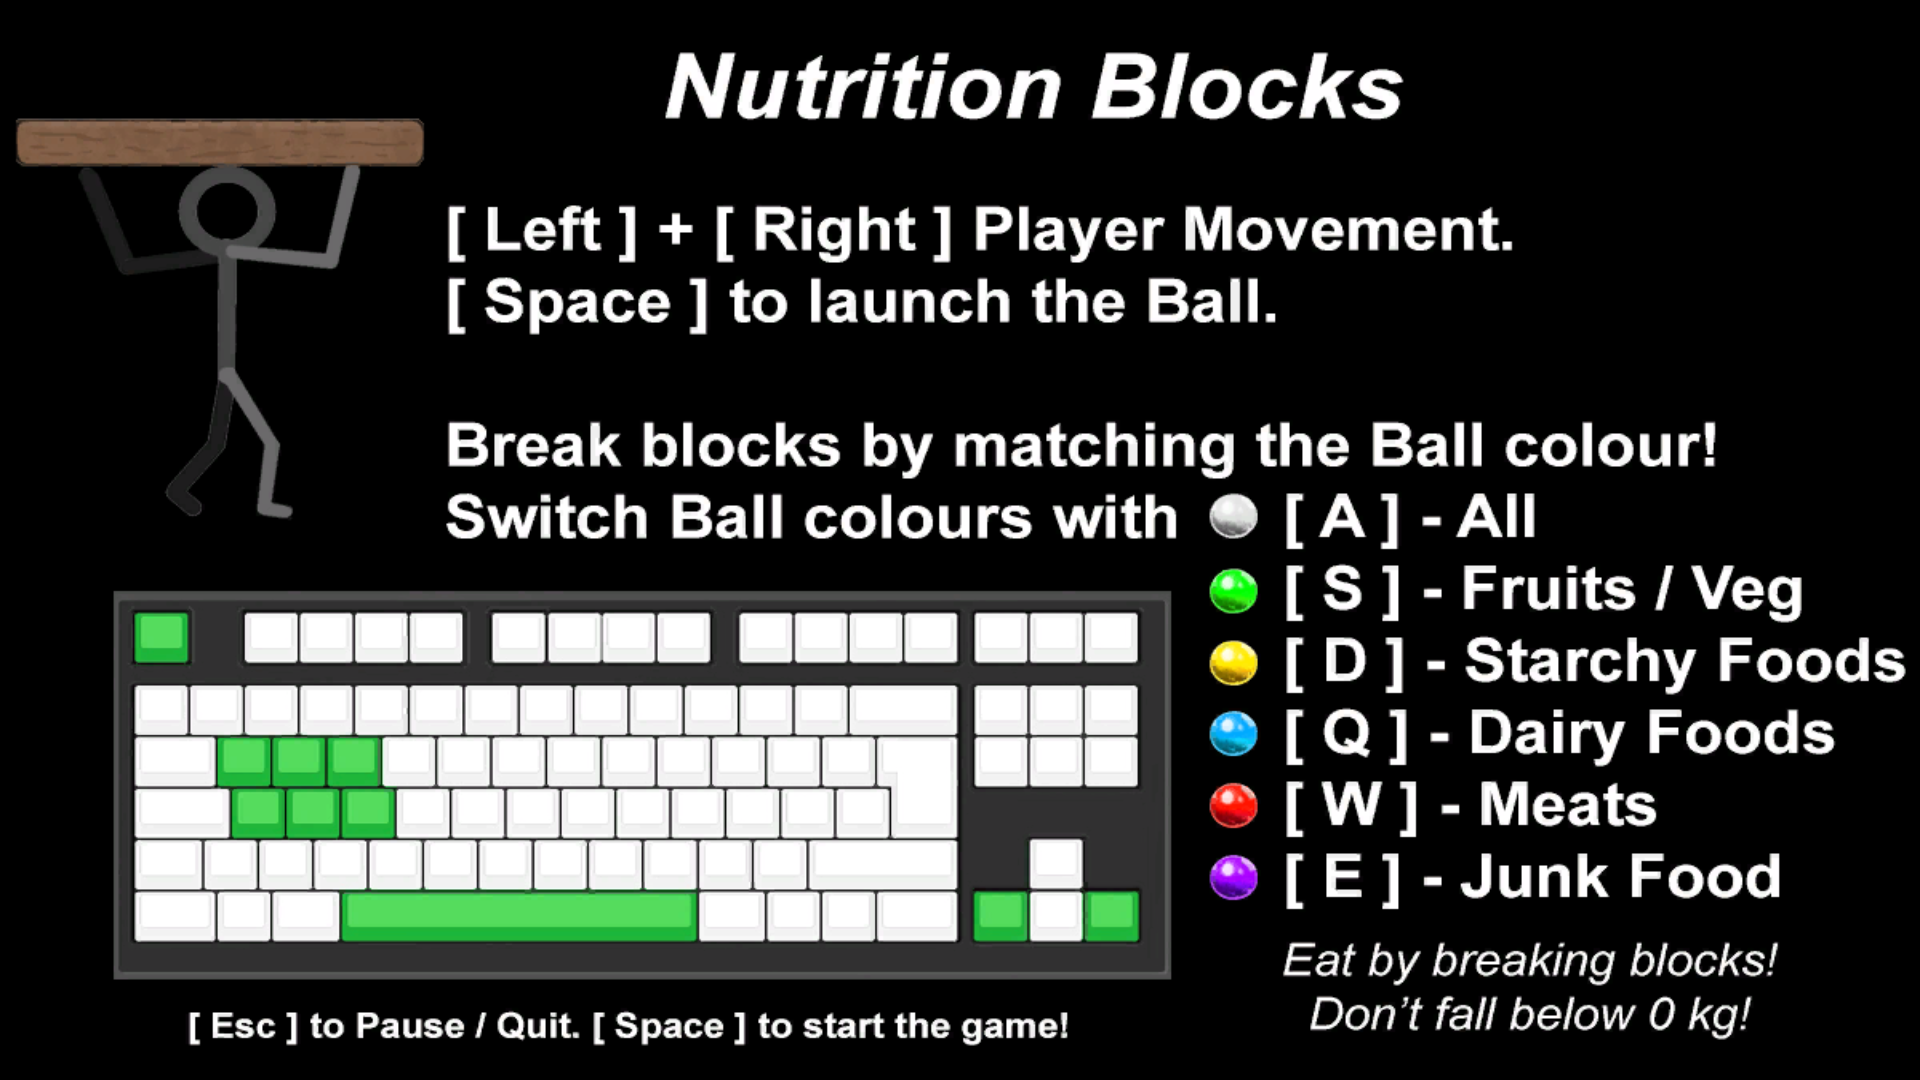 Nutrition Blocks
[ Left ] + [ Right ] Player Movement.
[ Space ] to launch the Ball.
Break blocks by matching the Ball colour!
Switch Ball colours with [ A ] - All
[ S ] - Fruits / Veg
[ D ] - Starchy Foods
[ Q ] - Dairy Foods
[ W ] - Meats
[ E ] - Junk Food
Eat by breaking blocks!
Don’t fall below 0 kg!
[ Esc ] to Pause / Quit. [ Space ] to start the game!